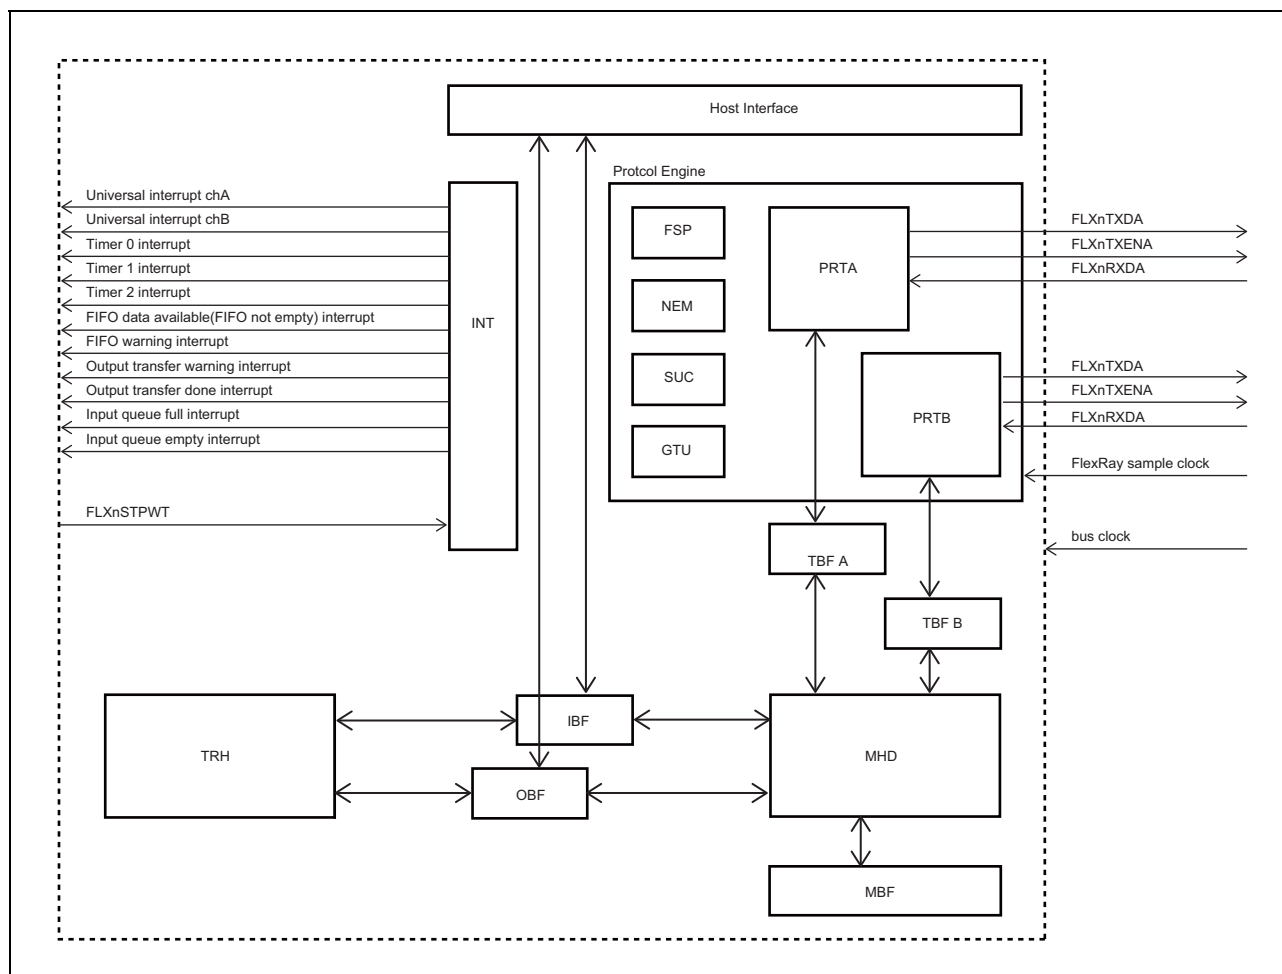 Host Interface
Protcol Engine
Universal interrupt chA
Universal interrupt chB
Timer 0 interrupt
Timer 1 interrupt
Timer 2 interrupt
FIFO data available(FIFO not empty) interrupt
FIFO warning interrupt
Output transfer warning interrupt
Output transfer done interrupt
Input queue full interrupt
Input queue empty interrupt
FLXnSTPWT
INT
FSP
NEM
SUC
GTU
PRTA
PRTB
FLXnTXDA
FLXnTXENA
FLXnRXDA
FLXnTXDA
FLXnTXENA
FLXnRXDA
FlexRay sample clock
bus clock
TBF A
TBF B
TRH
IBF
OBF
MHD
MBF